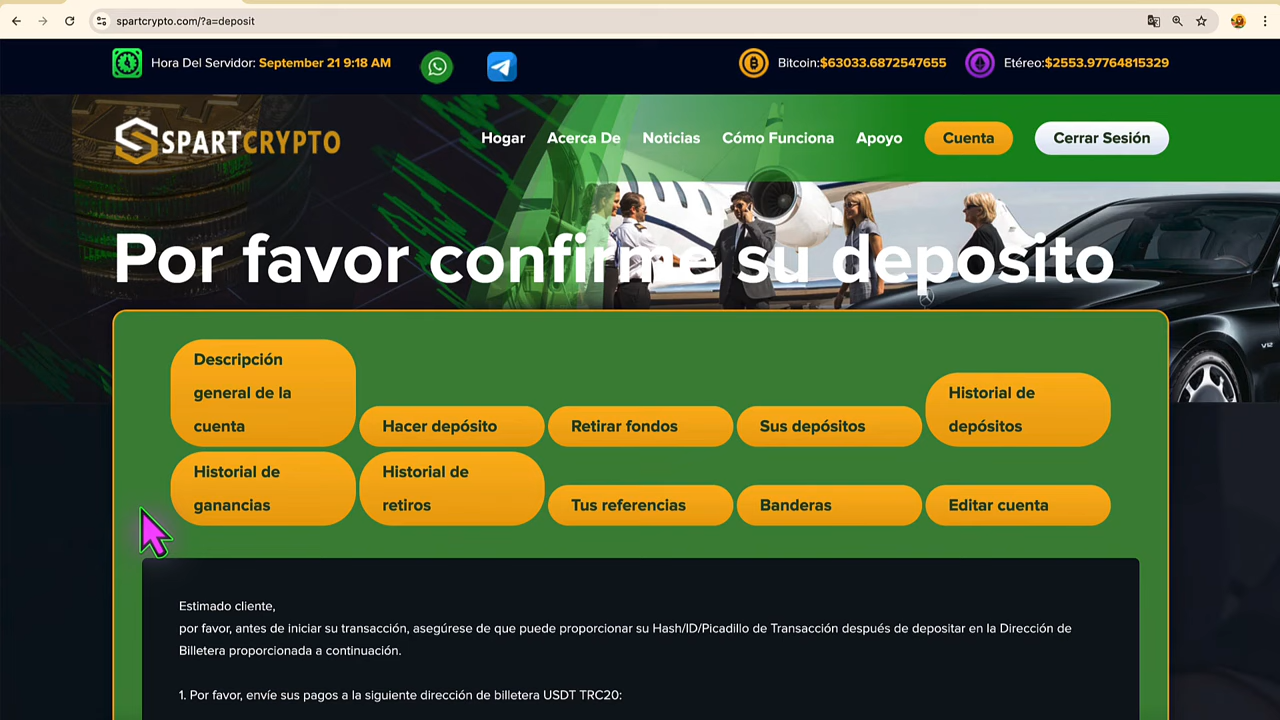 spartcrypto.com/?a=deposit
Hora Del Servidor: September 21 9:18 AM
Bitcoin:$63033.6872547655
Etéreo:$2553.97764815329
SPARTCRYPTO
Hogar
Acerca De
Noticias
Cómo Funciona
Apoyo
Cuenta
Cerrar Sesión
Por favor confirme su deposito
Descripción
general de la
cuenta
Hacer depósito
Retirar fondos
Sus depósitos
Historial de
depósitos
Historial de
ganancias
Historial de
retiros
Tus referencias
Banderas
Editar cuenta
Estimado cliente,
por favor, antes de iniciar su transacción, asegúrese de que puede proporcionar su Hash/ID/Picadillo de Transacción después de depositar en la Dirección de
Billetera proporcionada a continuación.
1. Por favor, envíe sus pagos a la siguiente dirección de billetera USDT TRC20:
V12